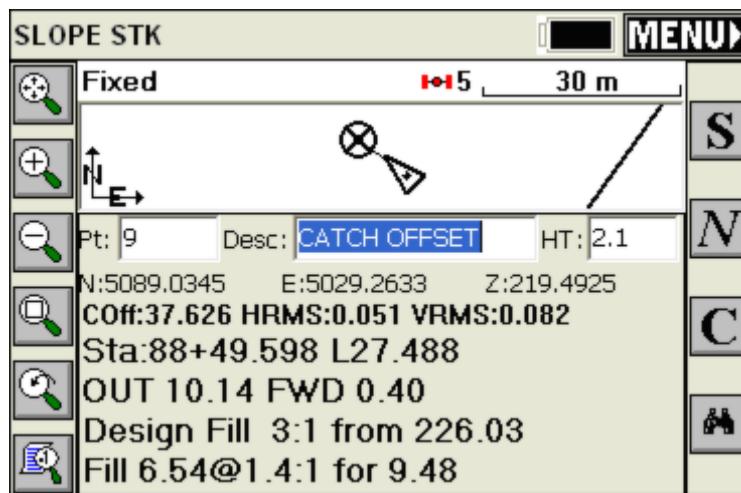 SLOPE STK
MENU
Fixed 5 30 m
N
E
S
Pt: 9 Desc: CATCH OFFSET HT: 2.1
N
N:5089.0345 E:5029.2633 Z:219.4925
COff:37.626 HRMS:0.051 VRMS:0.082
C
Sta:88+49.598 L27.488
OUT 10.14 FWD 0.40
Design Fill 3:1 from 226.03
Fill 6.54@1.4:1 for 9.48